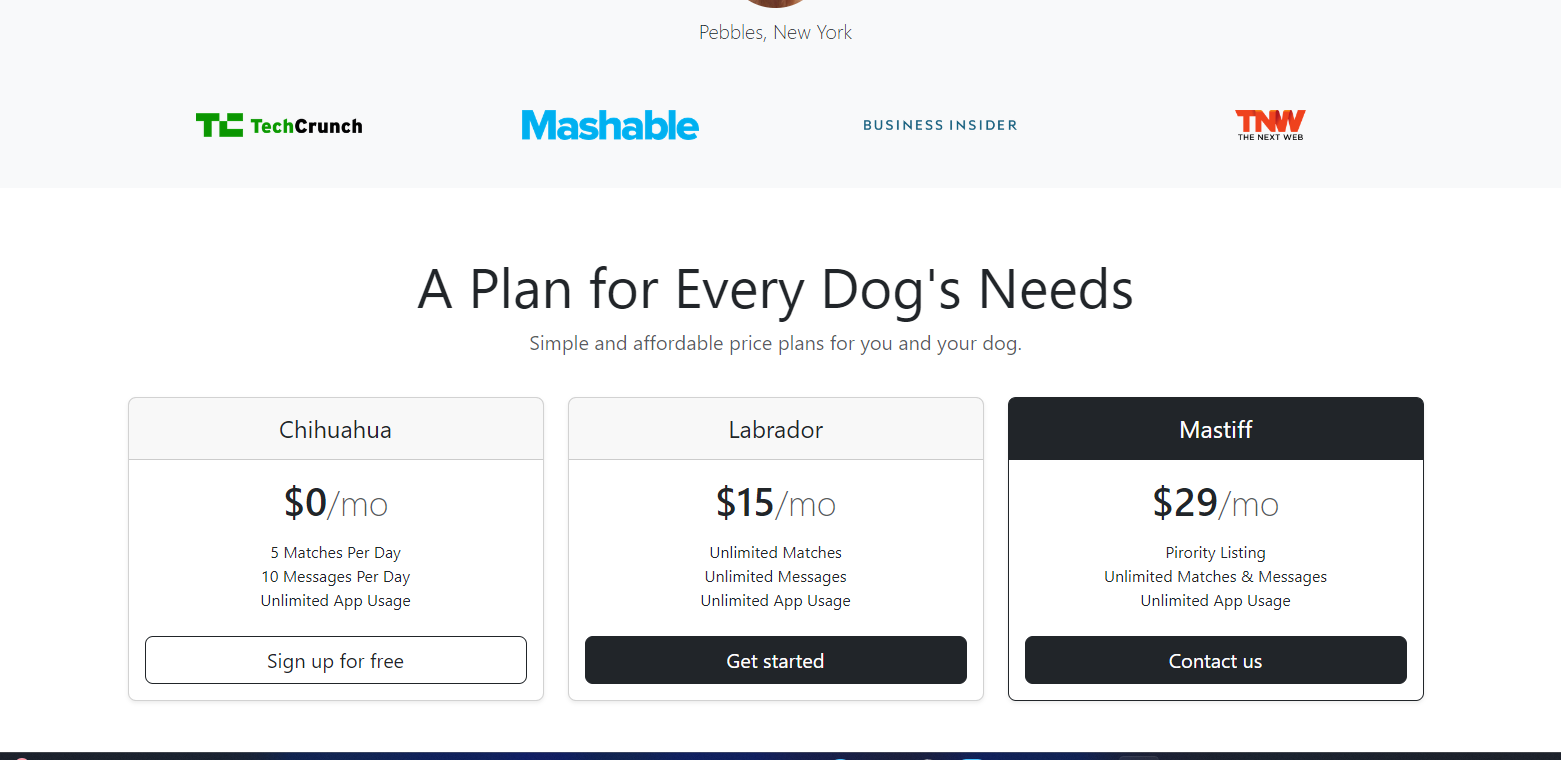 Pebbles, New York
TC TechCrunch
Mashable
BUSINESS INSIDER
TNW
THE NEXT WEB
A Plan for Every Dog's Needs
Simple and affordable price plans for you and your dog.
Chihuahua
$0/mo
5 Matches Per Day
10 Messages Per Day
Unlimited App Usage
Sign up for free
Labrador
$15/mo
Unlimited Matches
Unlimited Messages
Unlimited App Usage
Get started
Mastiff
$29/mo
Pirority Listing
Unlimited Matches & Messages
Unlimited App Usage
Contact us